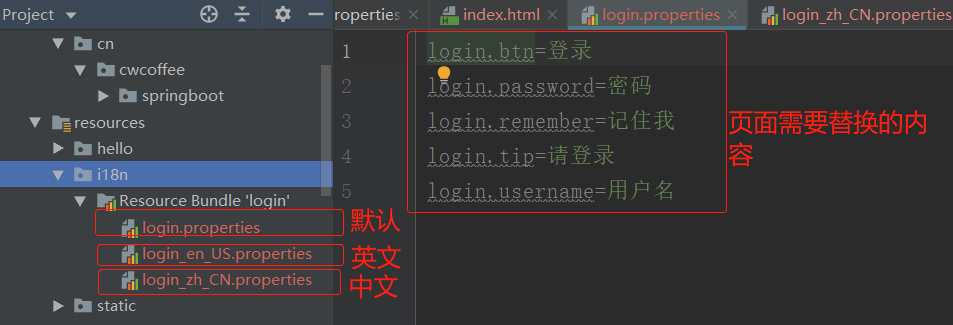 Project
roperties
index.html
login.properties
login_zh_CN.properties
cn
cwcoffee
springboot
resources
hello
i18n
Resource Bundle 'login'
login.properties
login_en_US.properties
login_zh_CN.properties
static
默认
英文
中文
1 login.btn=登录
2 login.password=密码
3 login.remember=记住我
4 login.tip=请登录
5 login.username=用户名
页面需要替换的内
容